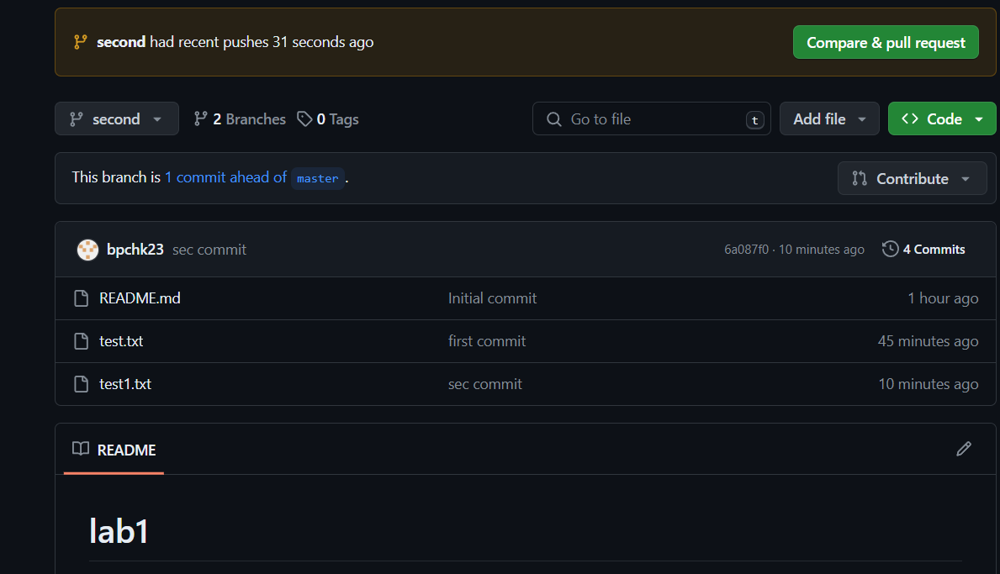 second had recent pushes 31 seconds ago
Compare & pull request
second
2 Branches
0 Tags
Go to file
t
Add file
Code
This branch is 1 commit ahead of master .
Contribute
bpchk23 sec commit
6a087f0 · 10 minutes ago
4 Commits
README.md
Initial commit
1 hour ago
test.txt
first commit
45 minutes ago
test1.txt
sec commit
10 minutes ago
README
lab1